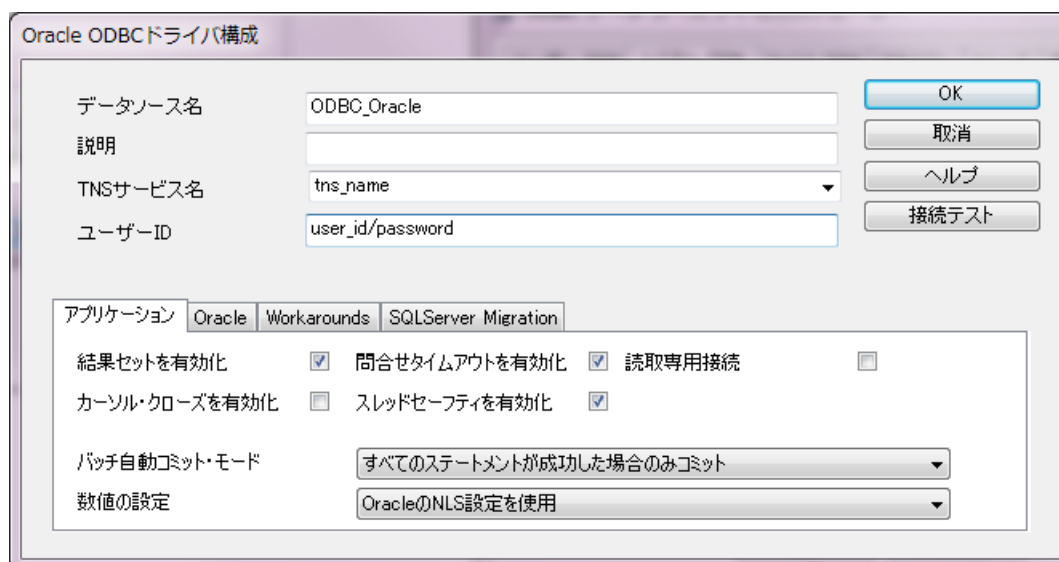 Oracle ODBCドライバ構成
データソース名 ODBC_Oracle OK
説明 取消
TNSサービス名 tns_name ヘルプ
ユーザーID user_id/password 接続テスト
アプリケーション Oracle Workarounds SQLServer Migration
結果セットを有効化 問合せタイムアウトを有効化 読取専用接続
カーソル・クローズを有効化 スレッドセーフティを有効化
バッチ自動コミット・モード すべてのステートメントが成功した場合のみコミット
数値の設定 OracleのNLS設定を使用